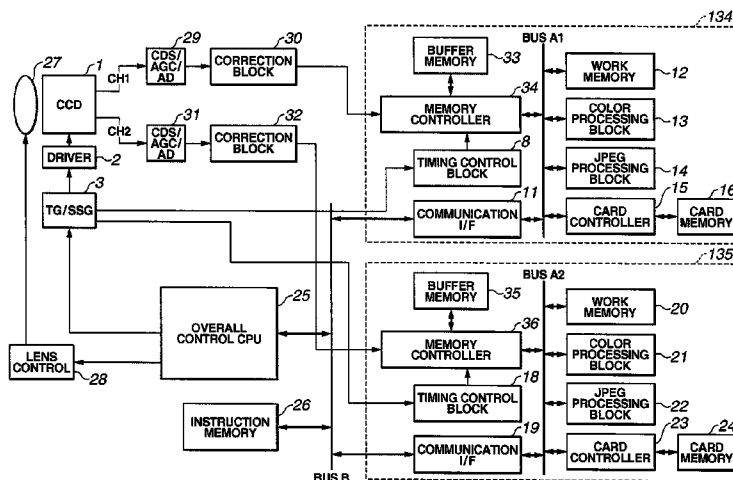 27
1
CCD
CH1
CH2
29
CDS/
AGC/
AD
30
CORRECTION
BLOCK
31
CDS/
AGC/
AD
32
CORRECTION
BLOCK
DRIVER
2
3
TG/SSG
25
OVERALL
CONTROL CPU
LENS
CONTROL
28
26
INSTRUCTION
MEMORY
BUS B
134
BUS A1
BUFFER
MEMORY
33
34
MEMORY
CONTROLLER
8
TIMING CONTROL
BLOCK
11
COMMUNICATION
I/F
WORK
MEMORY
12
COLOR
PROCESSING
BLOCK
13
JPEG
PROCESSING
BLOCK
14
15
CARD
CONTROLLER
16
CARD
MEMORY
135
BUS A2
BUFFER
MEMORY
35
36
MEMORY
CONTROLLER
18
TIMING CONTROL
BLOCK
19
COMMUNICATION
I/F
WORK
MEMORY
20
COLOR
PROCESSING
BLOCK
21
JPEG
PROCESSING
BLOCK
22
23
CARD
CONTROLLER
24
CARD
MEMORY